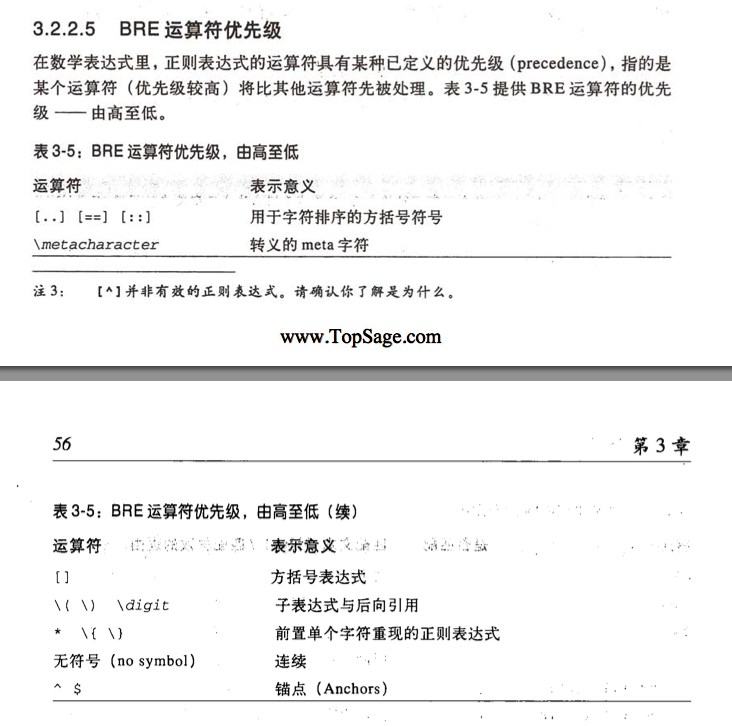 3.2.2.5 BRE 运算符优先级
在数学表达式里，正则表达式的运算符具有某种已定义的优先级（precedence），指的是
某个运算符（优先级较高）将比其他运算符先被处理。表 3-5 提供 BRE 运算符的优先
级 —— 由高至低。
表 3-5：BRE 运算符优先级，由高至低
运算符 表示意义
[..] [==] [::] 用于字符排序的方括号符号
\metacharacter 转义的 meta 字符
注 3： [^]并非有效的正则表达式。请确认你了解是为什么。
www.TopSage.com
56 第 3 章
表 3-5：BRE 运算符优先级，由高至低（续）
运算符 表示意义
[] 方括号表达式
\( \) \digit 子表达式与后向引用
* \{ \} 前置单个字符重现的正则表达式
无符号（no symbol） 连续
^ $ 锚点（Anchors）